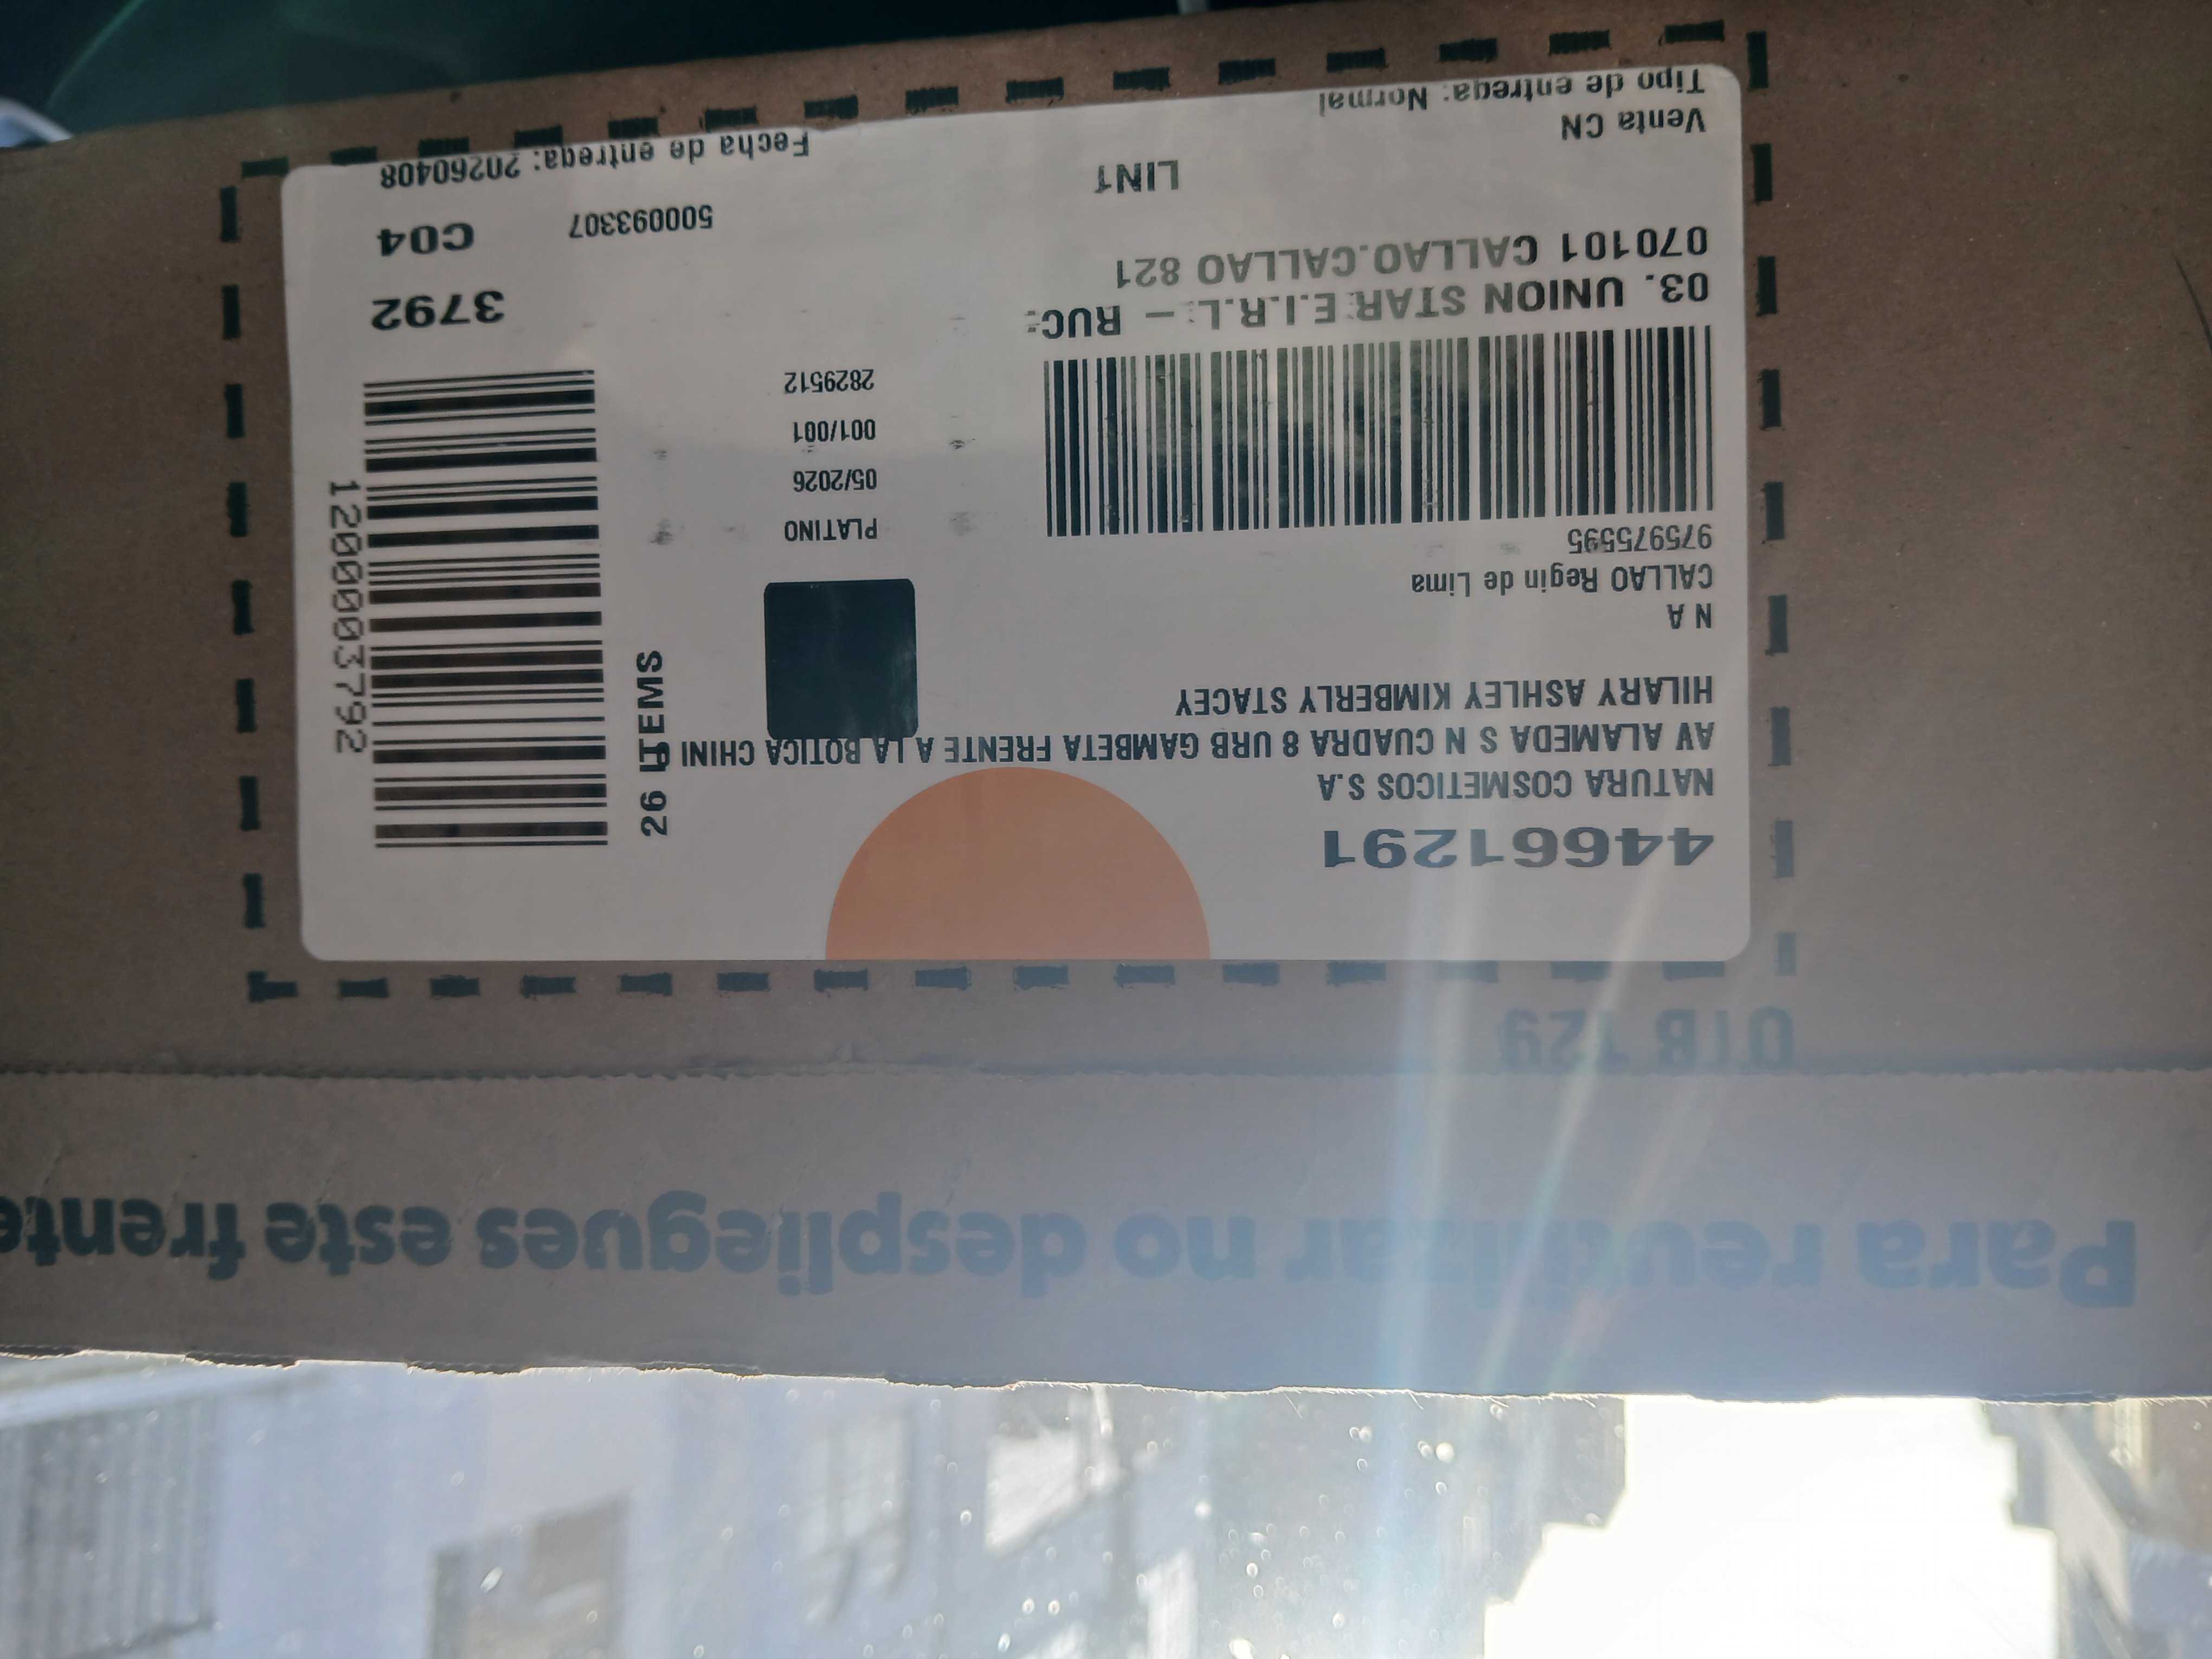 Para reutilizar no despliegues este frente
OTB 129
44661291
NATURA COSMETICOS S.A
AV ALAMEDA S N CUADRA 8 URB GAMBETA FRENTE A LA BOTICA CHINI
HILARY ASHLEY KIMBERLY STACEY
N A
CALLAO Regin de Lima
975975595
26 ITEMS
PLATINO
05/2026
001/001
2829512
1200003792
03. UNION STAR E.I.R.L. - RUC:
070101 CALLAO.CALLAO 821
3792
LIN1
500093307
C04
Venta CN
Tipo de entrega: Normal
Fecha de entrega: 20260408